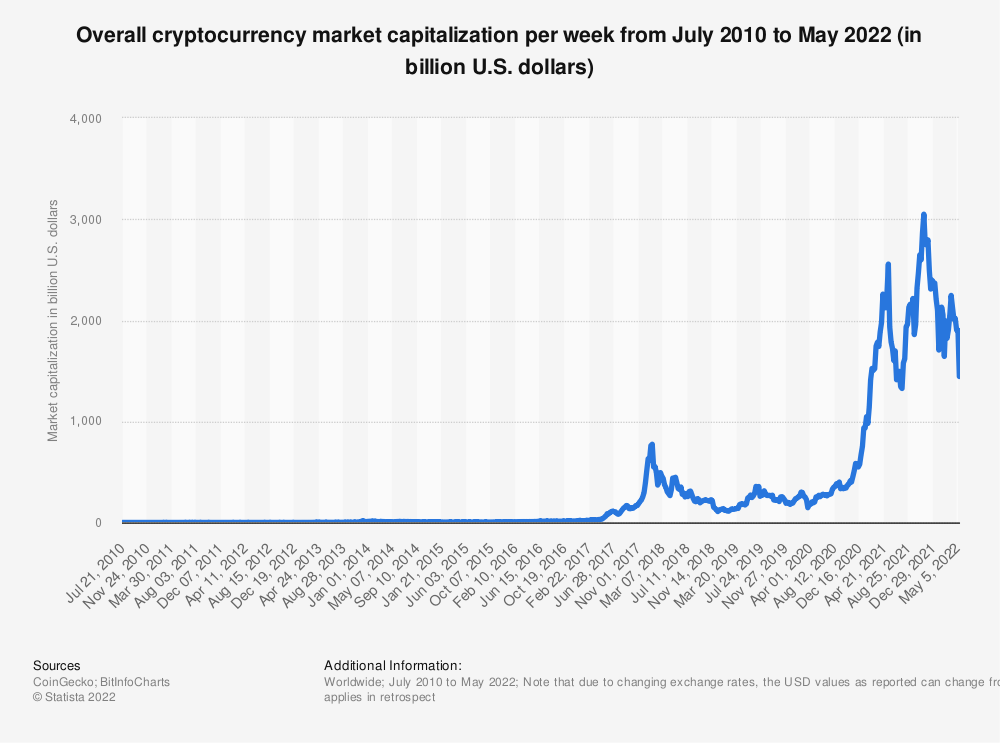 Overall cryptocurrency market capitalization per week from July 2010 to May 2022 (in
billion U.S. dollars)
Market capitalization in billion U.S. dollars
4,000
3,000
2,000
1,000
0
Jul 21, 2010
Nov 24, 2010
Mar 30, 2011
Aug 03, 2011
Dec 07, 2011
Apr 11, 2012
Aug 15, 2012
Dec 19, 2012
Apr 24, 2013
Aug 28, 2013
Jan 01, 2014
May 07, 2014
Sep 10, 2014
Jan 21, 2015
Jun 03, 2015
Oct 07, 2015
Feb 10, 2016
Jun 15, 2016
Oct 19, 2016
Feb 22, 2017
Jun 28, 2017
Nov 01, 2017
Mar 07, 2018
Jul 11, 2018
Nov 14, 2018
Mar 20, 2019
Jul 24, 2019
Nov 27, 2019
Apr 01, 2020
Aug 12, 2020
Dec 16, 2020
Apr 21, 2021
Aug 25, 2021
Dec 29, 2021
May 5, 2022
Sources
CoinGecko; BitInfoCharts
© Statista 2022
Additional Information:
Worldwide; July 2010 to May 2022; Note that due to changing exchange rates, the USD values as reported can change
applies in retrospect